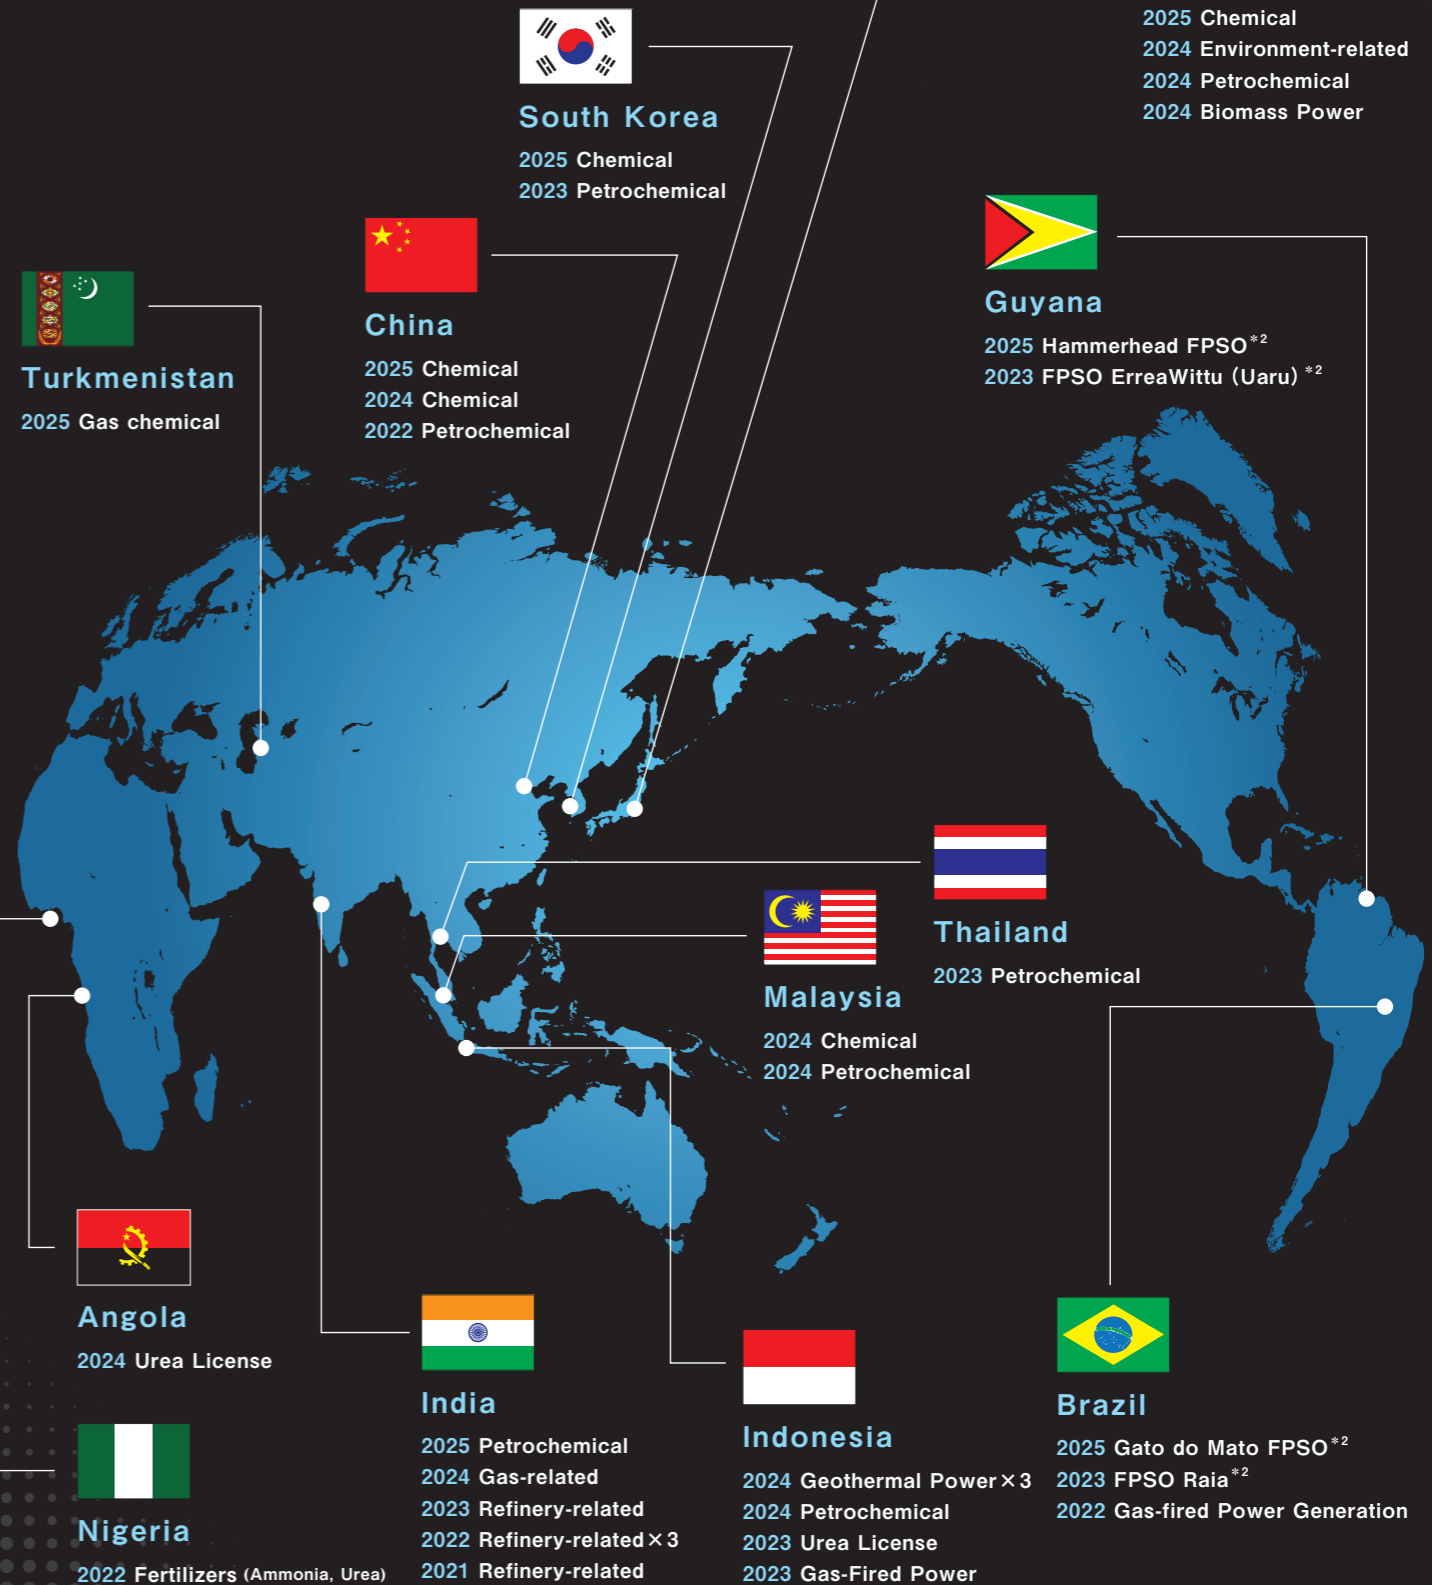 2025 Chemical
2024 Environment-related
2024 Petrochemical
2024 Biomass Power
South Korea
2025 Chemical
2023 Petrochemical
China
2025 Chemical
2024 Chemical
2022 Petrochemical
Guyana
2025 Hammerhead FPSO*2
2023 FPSO ErreaWittu (Uaru) *2
Turkmenistan
2025 Gas chemical
Thailand
2023 Petrochemical
Malaysia
2024 Chemical
2024 Petrochemical
Angola
2024 Urea License
Nigeria
2022 Fertilizers (Ammonia, Urea)
India
2025 Petrochemical
2024 Gas-related
2023 Refinery-related
2022 Refinery-related×3
2021 Refinery-related
Indonesia
2024 Geothermal Power×3
2024 Petrochemical
2023 Urea License
2023 Gas-Fired Power
Brazil
2025 Gato do Mato FPSO*2
2023 FPSO Raia*2
2022 Gas-fired Power Generation